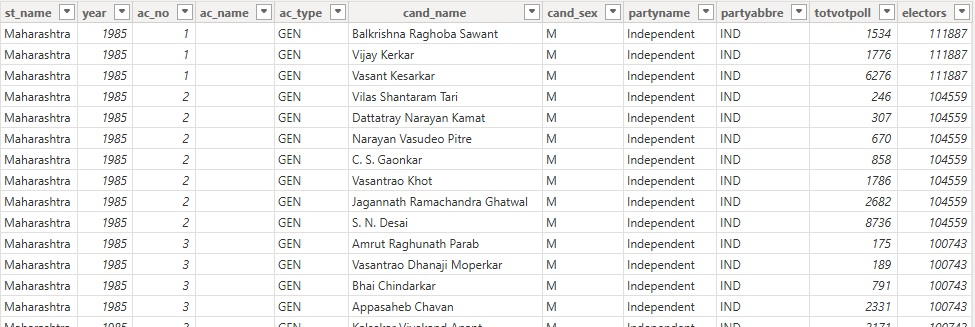 st_name year ac_no ac_name ac_type cand_name cand_sex partyname partyabbre totvotpoll electors
Maharashtra 1985 1 GEN Balkrishna Raghoba Sawant M Independent IND 1534 111887
Maharashtra 1985 1 GEN Vijay Kerkar M Independent IND 1776 111887
Maharashtra 1985 1 GEN Vasant Kesarkar M Independent IND 6276 111887
Maharashtra 1985 2 GEN Vilas Shantaram Tari M Independent IND 246 104559
Maharashtra 1985 2 GEN Dattatray Narayan Kamat M Independent IND 307 104559
Maharashtra 1985 2 GEN Narayan Vasudeo Pitre M Independent IND 670 104559
Maharashtra 1985 2 GEN C. S. Gaonkar M Independent IND 858 104559
Maharashtra 1985 2 GEN Vasantrao Khot M Independent IND 1786 104559
Maharashtra 1985 2 GEN Jagannath Ramachandra Ghatwal M Independent IND 2682 104559
Maharashtra 1985 2 GEN S. N. Desai M Independent IND 8736 104559
Maharashtra 1985 3 GEN Amrut Raghunath Parab M Independent IND 175 100743
Maharashtra 1985 3 GEN Vasantrao Dhanaji Moperkar M Independent IND 189 100743
Maharashtra 1985 3 GEN Bhai Chindarkar M Independent IND 791 100743
Maharashtra 1985 3 GEN Appasaheb Chavan M Independent IND 2331 100743
Maharashtra 1985 3 GEN M Independent IND 100743